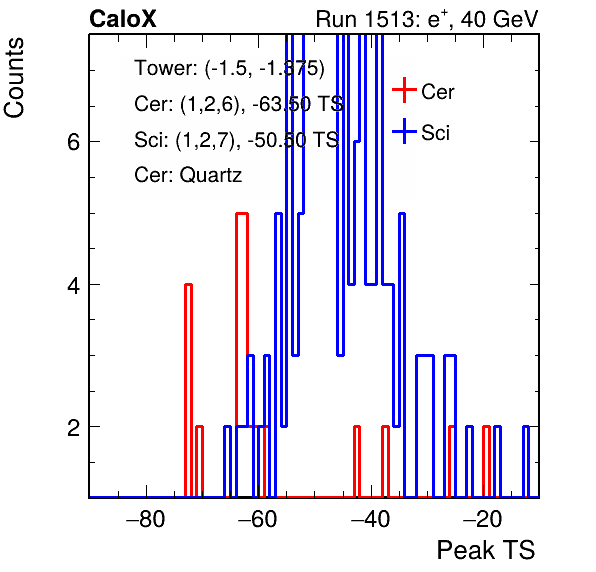 CaloX Run 1513: e+, 40 GeV
Counts
Tower: (-1.5, -1.375)
Cer: (1,2,6), -63.50 TS
Sci: (1,2,7), -50.50 TS
Cer: Quartz
Cer
Sci
6
4
2
−80 −60 −40 −20
Peak TS